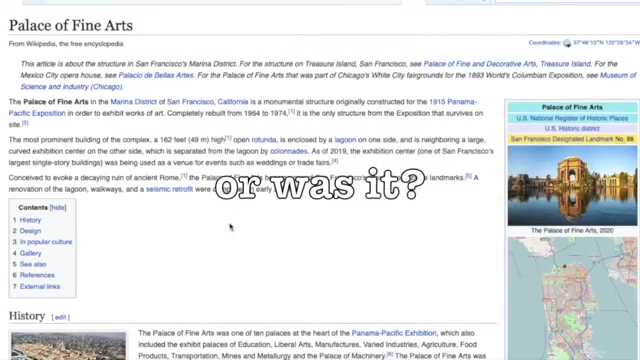 Palace of Fine Arts
From Wikipedia, the free encyclopedia
Coordinates: 37°48′10″N 122°26′54″W
This article is about the structure in San Francisco's Marina District. For the structure on Treasure Island, San Francisco, see Palace of Fine and Decorative Arts, Treasure Island. For the
Mexico City opera house, see Palacio de Bellas Artes. For the Palace of Fine Arts that was part of Chicago's White City fairgrounds for the 1893 World's Columbian Exposition, see Museum of
Science and Industry (Chicago).
The Palace of Fine Arts in the Marina District of San Francisco, California is a monumental structure originally constructed for the 1915 Panama-
Pacific Exposition in order to exhibit works of art. Completely rebuilt from 1964 to 1974,[1] it is the only structure from the Exposition that survives on
site.[3]
The most prominent building of the complex, a 162 feet (49 m) high[1] open rotunda, is enclosed by a lagoon on one side, and is neighboring a large,
curved exhibition center on the other side, which is separated from the lagoon by colonnades. As of 2019, the exhibition center (one of San Francisco's
largest single-story buildings) was being used as a venue for events such as weddings or trade fairs.[4]
Conceived to evoke a decaying ruin of ancient Rome,[1] the Palace of Fine Arts
landmarks.[5] A
renovation of the lagoon, walkways, and a seismic retrofit were
early
or was it?
Contents [hide]
1 History
2 Design
3 In popular culture
4 Gallery
5 See also
6 References
7 External links
Palace of Fine Arts
U.S. National Register of Historic Places
U.S. Historic district
San Francisco Designated Landmark No. 88
The Palace of Fine Arts, 2020
History [ edit ]
The Palace of Fine Arts was one of ten palaces at the heart of the Panama-Pacific Exhibition, which also
included the exhibit palaces of Education, Liberal Arts, Manufactures, Varied Industries, Agriculture, Food
Products, Transportation, Mines and Metallurgy and the Palace of Machinery.[6] The Palace of Fine Arts was